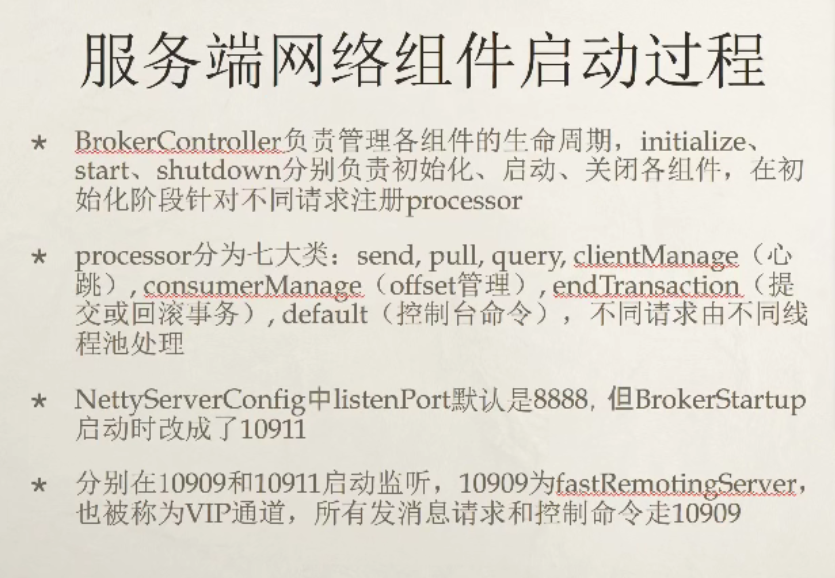 服务端网络组件启动过程
* BrokerController负责管理各组件的生命周期，initialize、
start、shutdown分别负责初始化、启动、关闭各组件，在初
始化阶段针对不同请求注册processor
* processor分为七大类：send, pull, query, clientManage（心
跳）, consumerManage（offset管理）, endTransaction（提
交或回滚事务）, default（控制台命令），不同请求由不同线
程池处理
* NettyServerConfig中listenPort默认是8888, 但BrokerStartup
启动时改成了10911
* 分别在10909和10911启动监听，10909为fastRemotingServer，
也被称为VIP通道，所有发消息请求和控制命令走10909